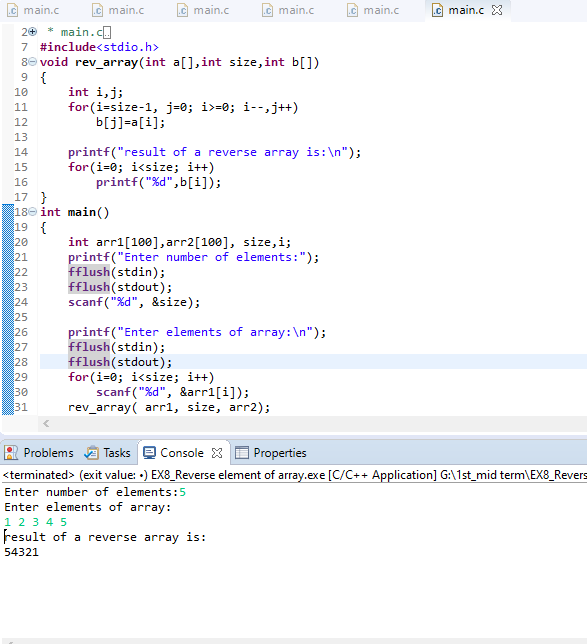 main.c main.c main.c main.c main.c main.c
2 * main.c
7 #include<stdio.h>
8 void rev_array(int a[],int size,int b[])
9 {
10     int i,j;
11     for(i=size-1, j=0; i>=0; i--,j++)
12         b[j]=a[i];
13
14     printf("result of a reverse array is:\n");
15     for(i=0; i<size; i++)
16         printf("%d",b[i]);
17 }
18 int main()
19 {
20     int arr1[100],arr2[100], size,i;
21     printf("Enter number of elements:");
22     fflush(stdin);
23     fflush(stdout);
24     scanf("%d", &size);
25
26     printf("Enter elements of array:\n");
27     fflush(stdin);
28     fflush(stdout);
29     for(i=0; i<size; i++)
30         scanf("%d", &arr1[i]);
31     rev_array( arr1, size, arr2);
Problems Tasks Console Properties
<terminated> (exit value: •) EX8_Reverse element of array.exe [C/C++ Application] G:\1st_mid term\EX8_Revers
Enter number of elements:5
Enter elements of array:
1 2 3 4 5
result of a reverse array is:
54321